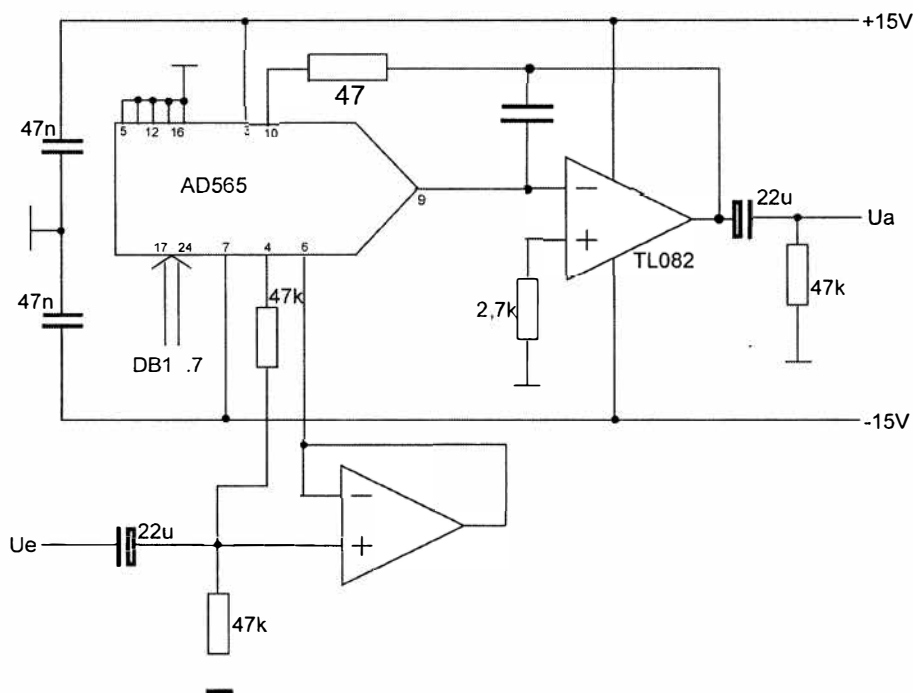 +15V
47
47n
5 12 16 3 10
AD565
9
22u
Ua
TL082
17 24 7 4 6
47n
47k
2,7k
47k
DB1 .7
-15V
Ue
22u
47k